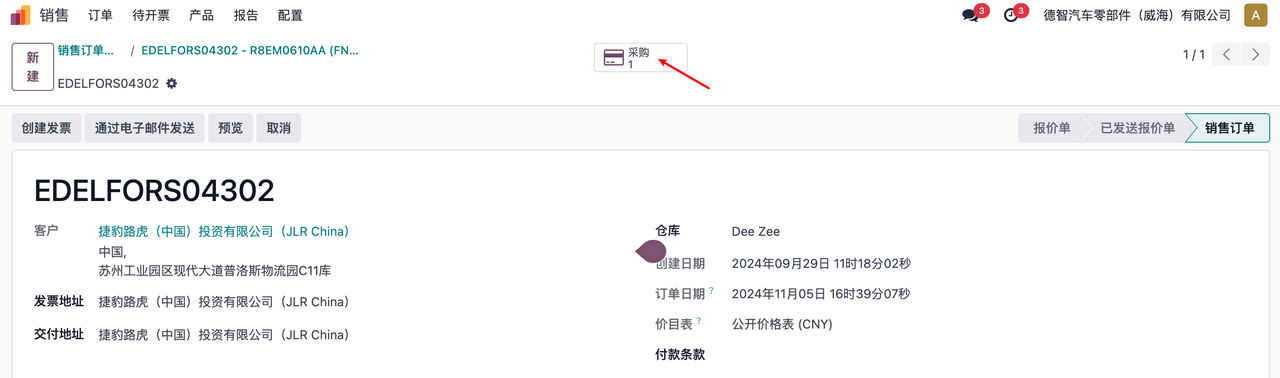 销售 订单 待开票 产品 报告 配置 3 3 德智汽车零部件（威海）有限公司 A
新建 销售订单... / EDELFORS04302 - R8EM0610AA (FN...
EDELFORS04302
采购
1
1 / 1
创建发票 通过电子邮件发送 预览 取消 报价单 已发送报价单 销售订单
EDELFORS04302
客户 捷豹路虎（中国）投资有限公司（JLR China）
中国,
苏州工业园区现代大道普洛斯物流园C11库
发票地址 捷豹路虎（中国）投资有限公司（JLR China）
交付地址 捷豹路虎（中国）投资有限公司（JLR China）
仓库 Dee Zee
创建日期 2024年09月29日 11时18分02秒
订单日期 ? 2024年11月05日 16时39分07秒
价目表 ? 公开价格表 (CNY)
付款条款